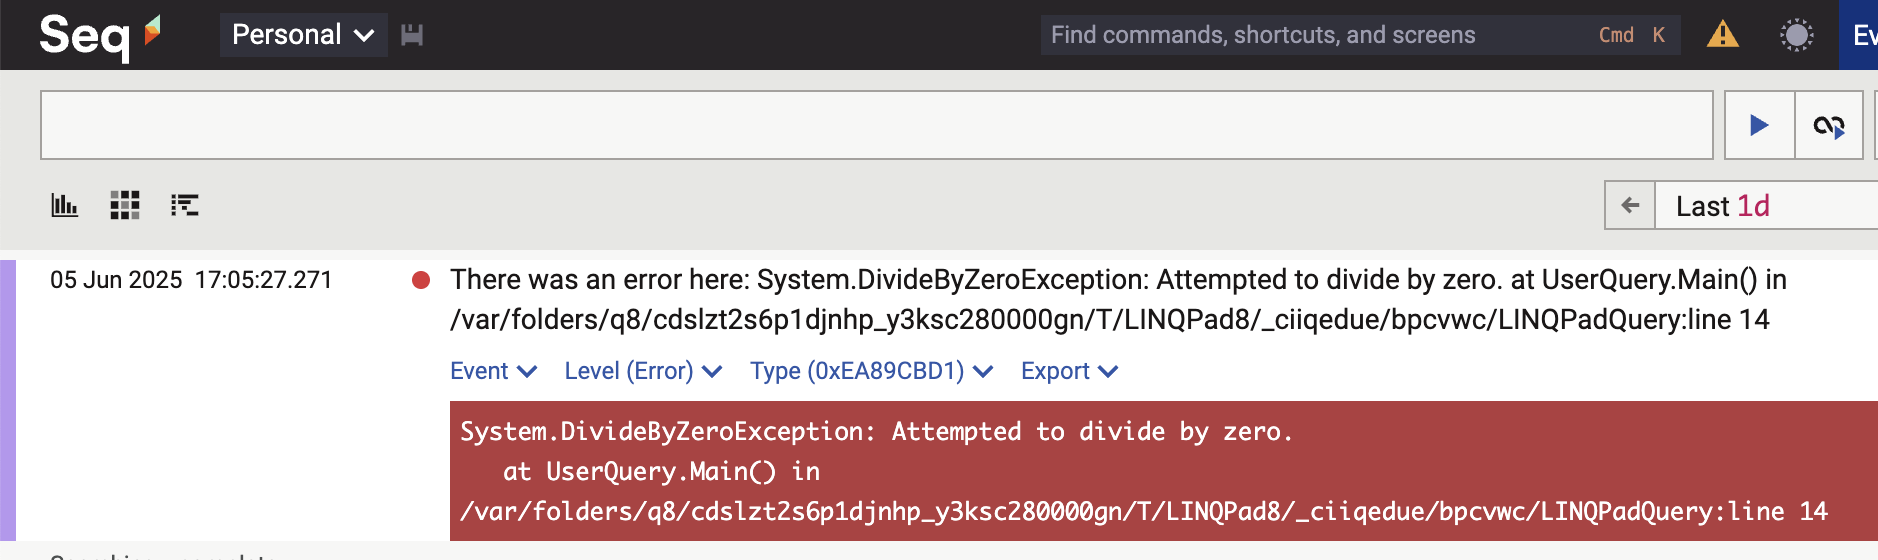 Seq
Personal
Find commands, shortcuts, and screens Cmd K
Ev
Last 1d
05 Jun 2025 17:05:27.271
There was an error here: System.DivideByZeroException: Attempted to divide by zero. at UserQuery.Main() in
/var/folders/q8/cdslzt2s6p1djnhp_y3ksc280000gn/T/LINQPad8/_ciiqedue/bpcvwc/LINQPadQuery:line 14
Event Level (Error) Type (0xEA89CBD1) Export
System.DivideByZeroException: Attempted to divide by zero.
at UserQuery.Main() in
/var/folders/q8/cdslzt2s6p1djnhp_y3ksc280000gn/T/LINQPad8/_ciiqedue/bpcvwc/LINQPadQuery:line 14